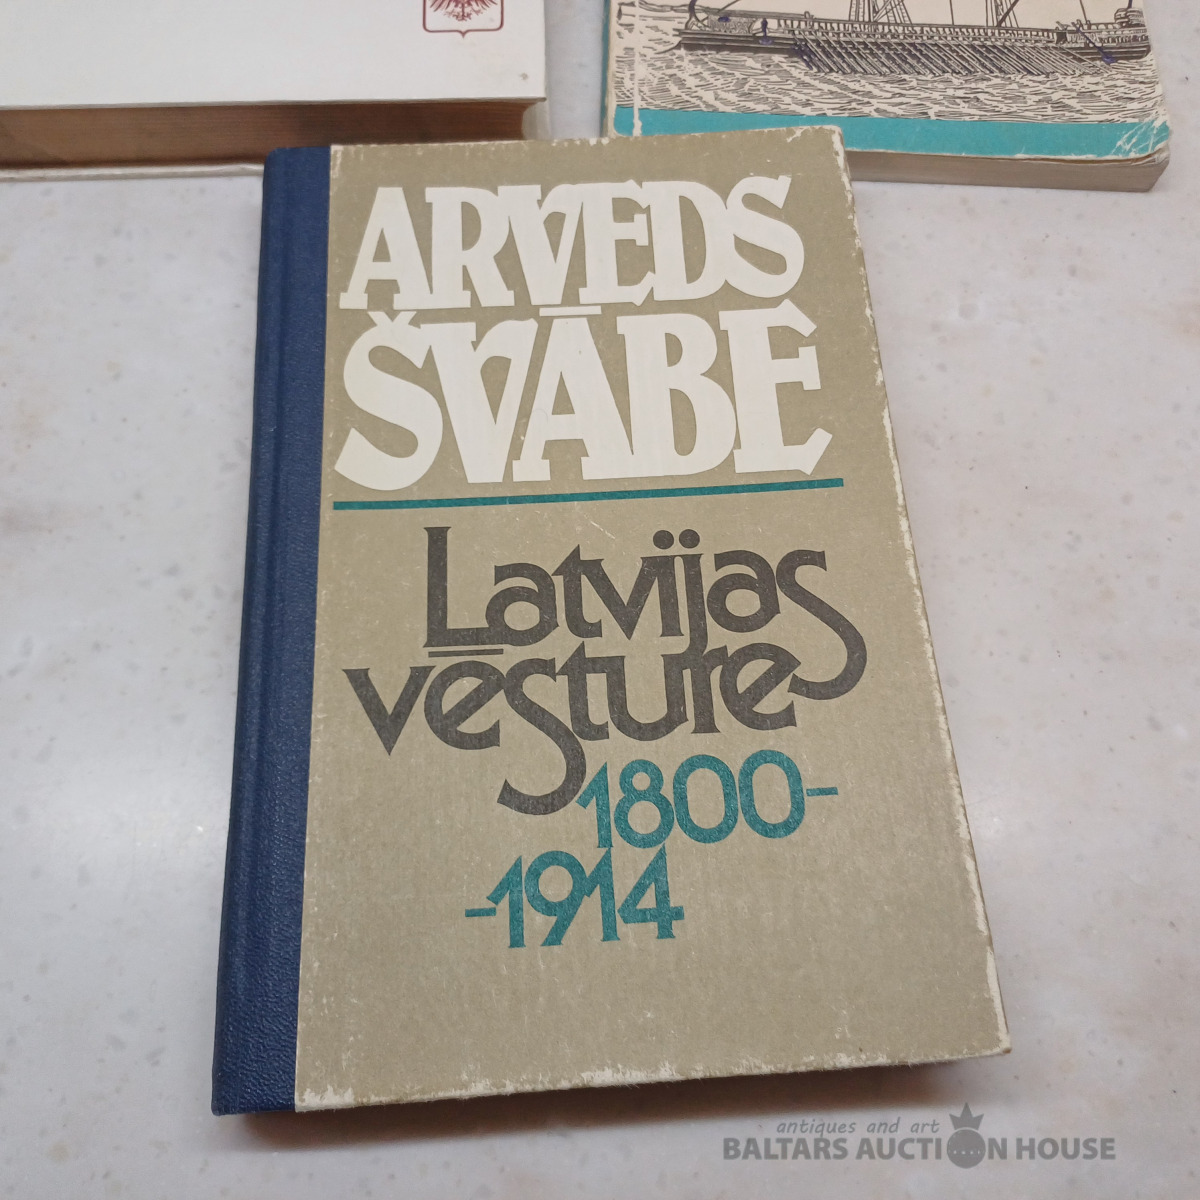 ARVEDS
ŠVĀBE
Latvijas
vēsture
1800-
-1914
antiques and art
BALTARS AUCTION HOUSE